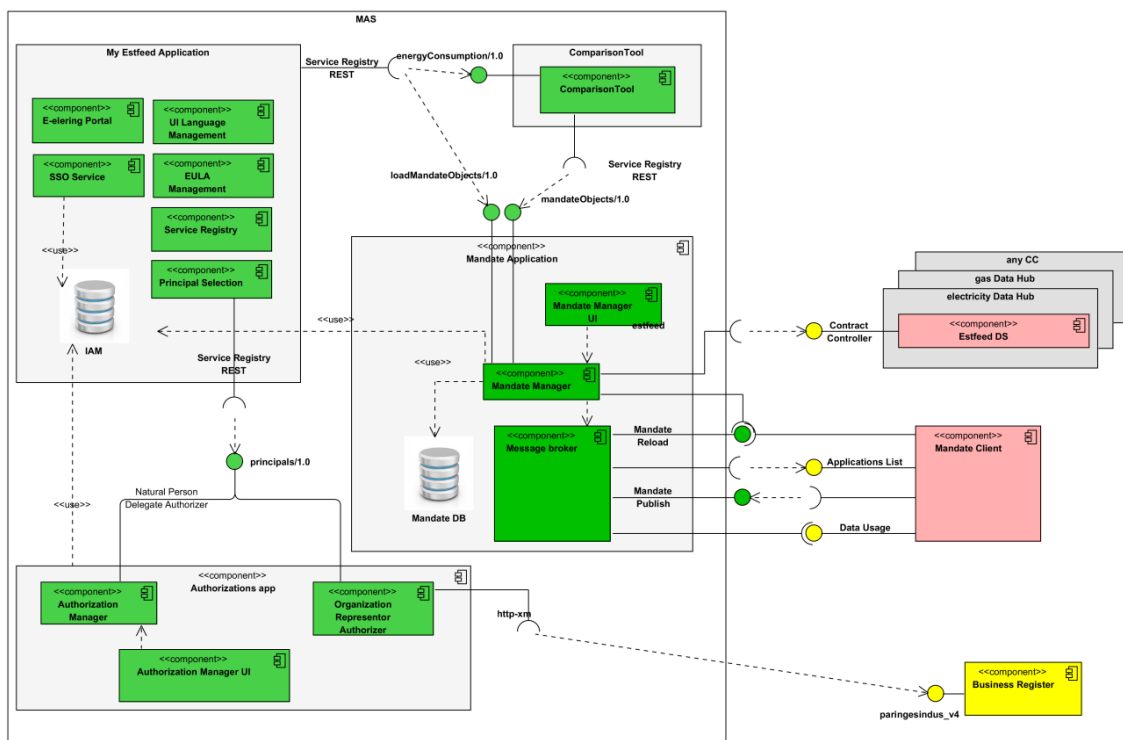 MAS
My Estfeed Application
<<component>>
E-elering Portal
<<component>>
UI Language
Management
<<component>>
SSO Service
<<component>>
EULA
Management
<<component>>
Service Registry
<<component>>
Principal Selection
<<use>>
IAM
Service Registry
REST
energyConsumption/1.0
ComparisonTool
<<component>>
ComparisonTool
Service Registry
REST
loadMandateObjects/1.0
mandateObjects/1.0
<<component>>
Mandate Application
<<component>>
Mandate Manager
UI
estfeed
<<use>>
<<component>>
Mandate Manager
<<use>>
Mandate DB
<<component>>
Message broker
Mandate
Reload
Applications List
Mandate
Publish
Data Usage
Contract
Controller
any CC
gas Data Hub
electricity Data Hub
<<component>>
Estfeed DS
<<component>>
Mandate Client
Service Registry
REST
principals/1.0
Natural Person
Delegate Authorizer
<<use>>
<<component>>
Authorizations app
<<component>>
Authorization
Manager
<<component>>
Organization
Representor
Authorizer
<<component>>
Authorization Manager UI
http-xm
<<component>>
Business Register
paringesindus_v4